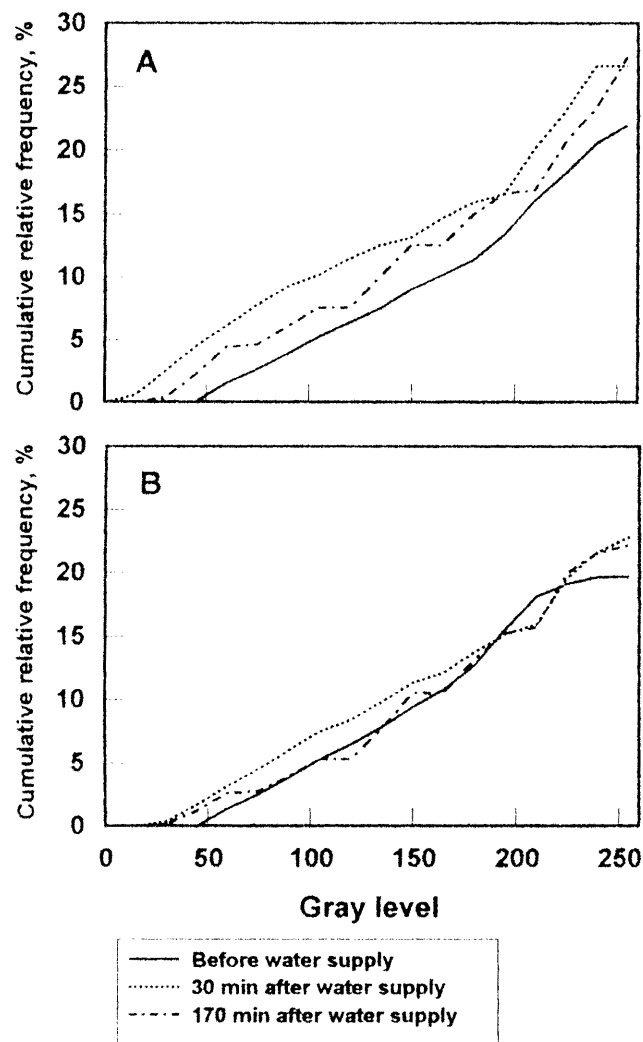 30
25
20
15
10
5
0
Cumulative relative frequency, %
A
30
25
20
15
10
5
0
Cumulative relative frequency, %
B
0 50 100 150 200 250
Gray level
Before water supply
30 min after water supply
170 min after water supply